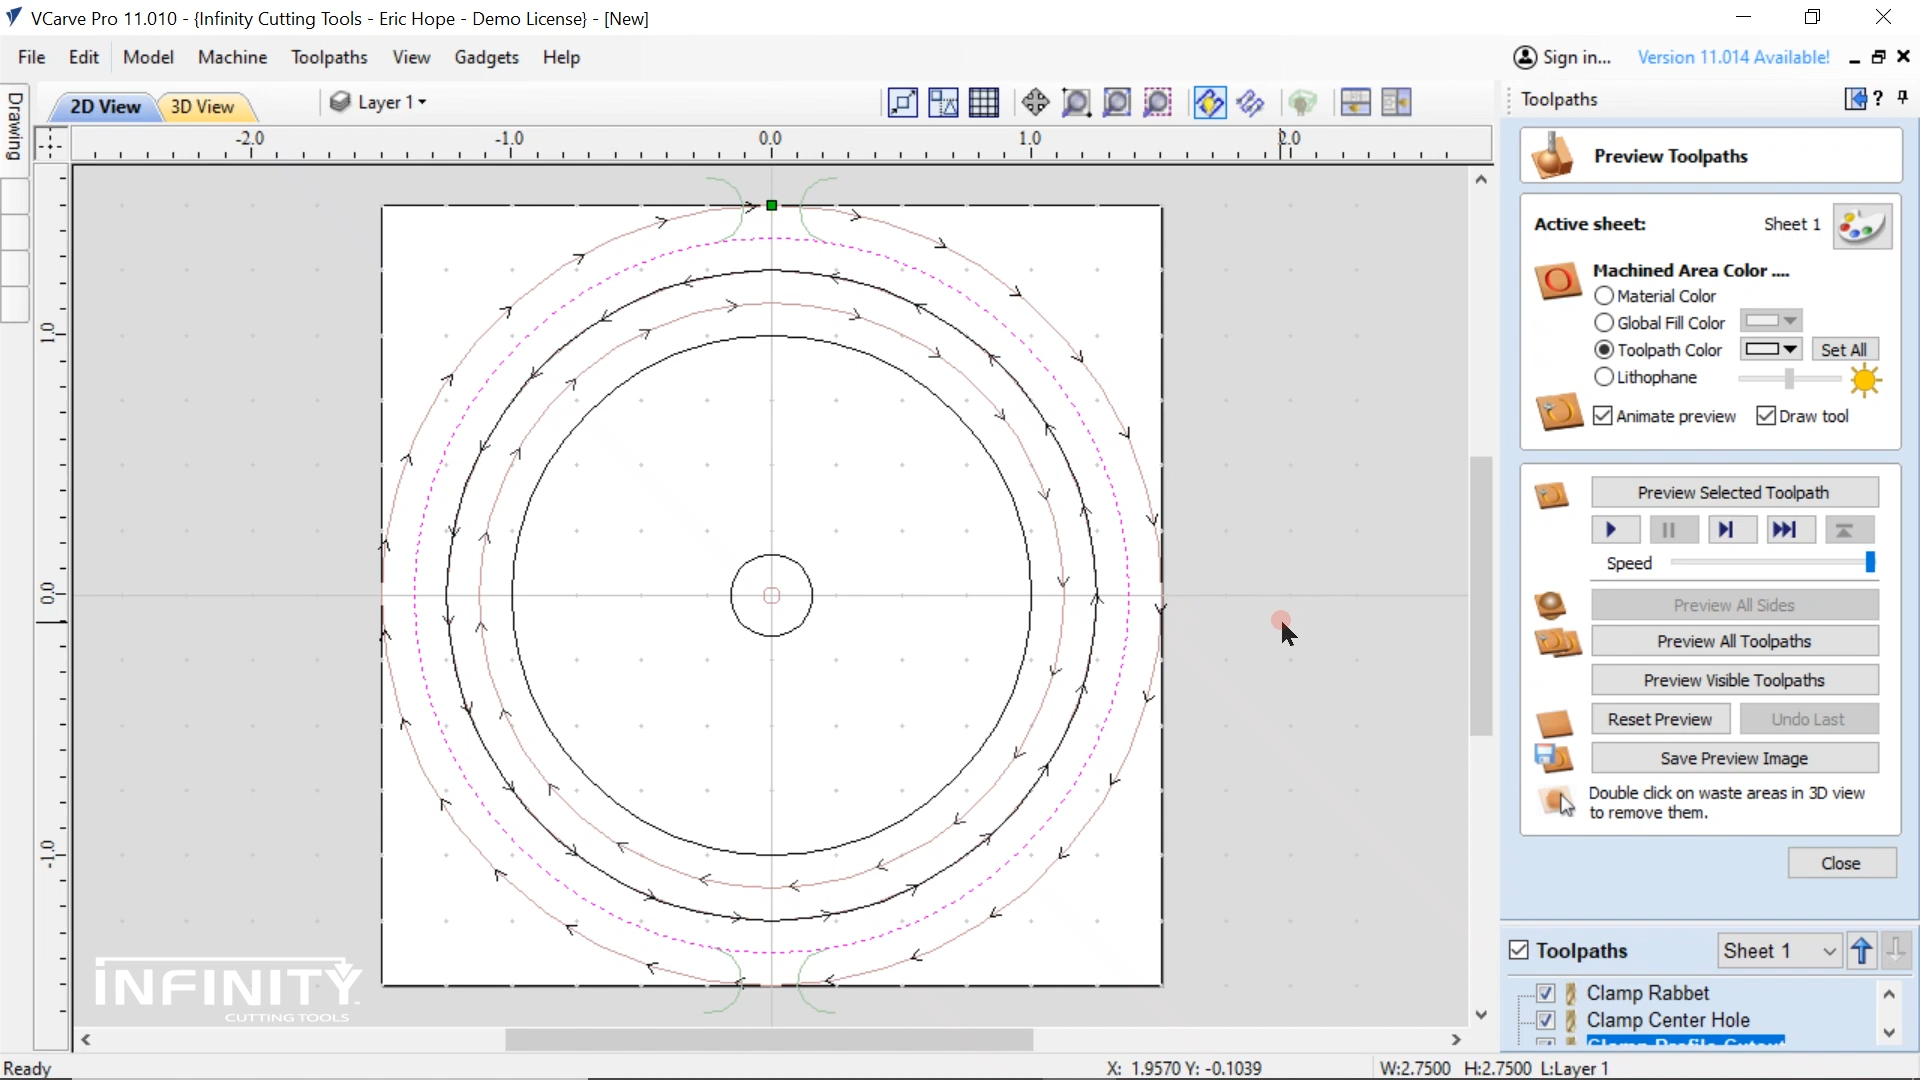 VCarve Pro 11.010 - {Infinity Cutting Tools - Eric Hope - Demo License} - [New]
File Edit Model Machine Toolpaths View Gadgets Help
Sign in... Version 11.014 Available!
Drawing
2D View 3D View Layer 1
Toolpaths
-2.0 -1.0 0.0 1.0 2.0
1.0
0.0
-1.0
Preview Toolpaths
Active sheet: Sheet 1
Machined Area Color ....
Material Color
Global Fill Color
Toolpath Color Set All
Lithophane
Animate preview Draw tool
Preview Selected Toolpath
Speed
Preview All Sides
Preview All Toolpaths
Preview Visible Toolpaths
Reset Preview Undo Last
Save Preview Image
Double click on waste areas in 3D view
to remove them.
Close
Toolpaths Sheet 1
Clamp Rabbet
Clamp Center Hole
Clamp Profile Cutout
INFINITY
CUTTING TOOLS
Ready X: 1.9570 Y: -0.1039 W:2.7500 H:2.7500 L:Layer 1